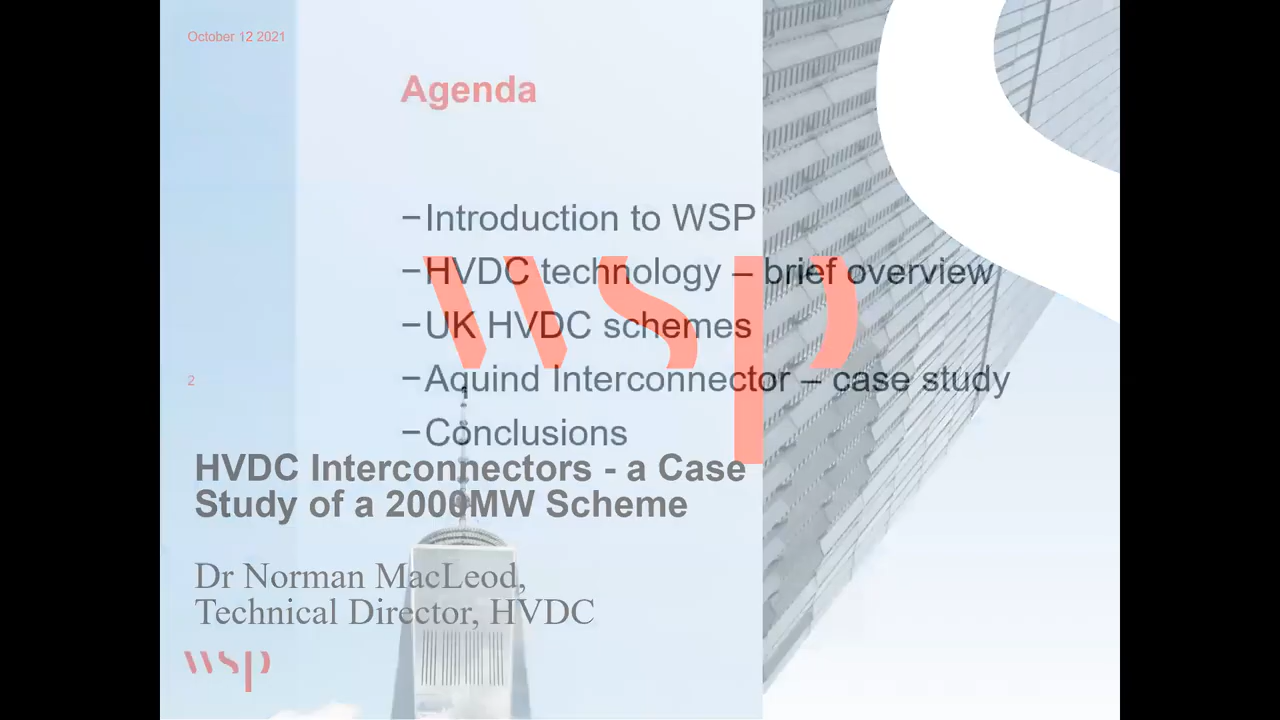 October 12 2021
Agenda
–Introduction to WSP
–HVDC technology – brief overview
–UK HVDC schemes
–Aquind Interconnector – case study
–Conclusions
wsp
2
HVDC Interconnectors - a Case
Study of a 2000MW Scheme
Dr Norman MacLeod,
Technical Director, HVDC
wsp